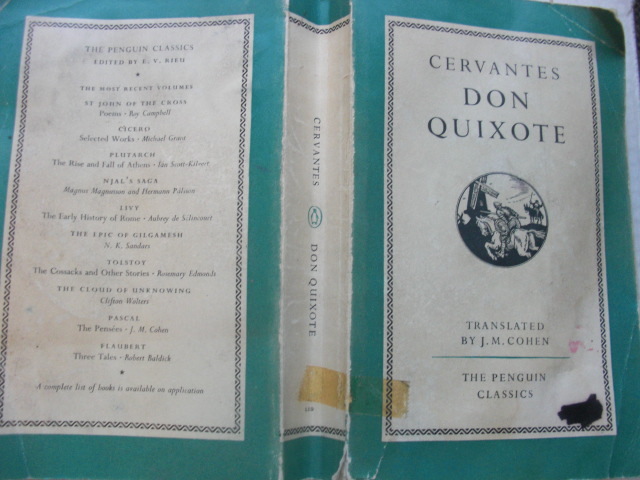 THE PENGUIN CLASSICS
EDITED BY E. V. RIEU
THE MOST RECENT VOLUMES
ST JOHN OF THE CROSS
Poems · Roy Campbell
CICERO
Selected Works · Michael Grant
PLUTARCH
The Rise and Fall of Athens · Ian Scott-Kilvert
NJAL'S SAGA
Magnus Magnusson and Hermann Pálsson
LIVY
The Early History of Rome · Aubrey de Sélincourt
THE EPIC OF GILGAMESH
N. K. Sandars
TOLSTOY
The Cossacks and Other Stories · Rosemary Edmonds
THE CLOUD OF UNKNOWING
Clifton Wolters
PASCAL
The Pensées · J. M. Cohen
FLAUBERT
Three Tales · Robert Baldick
A complete list of books is available on application
CERVANTES
DON QUIXOTE
CERVANTES
DON
QUIXOTE
TRANSLATED
BY J. M. COHEN
THE PENGUIN
CLASSICS